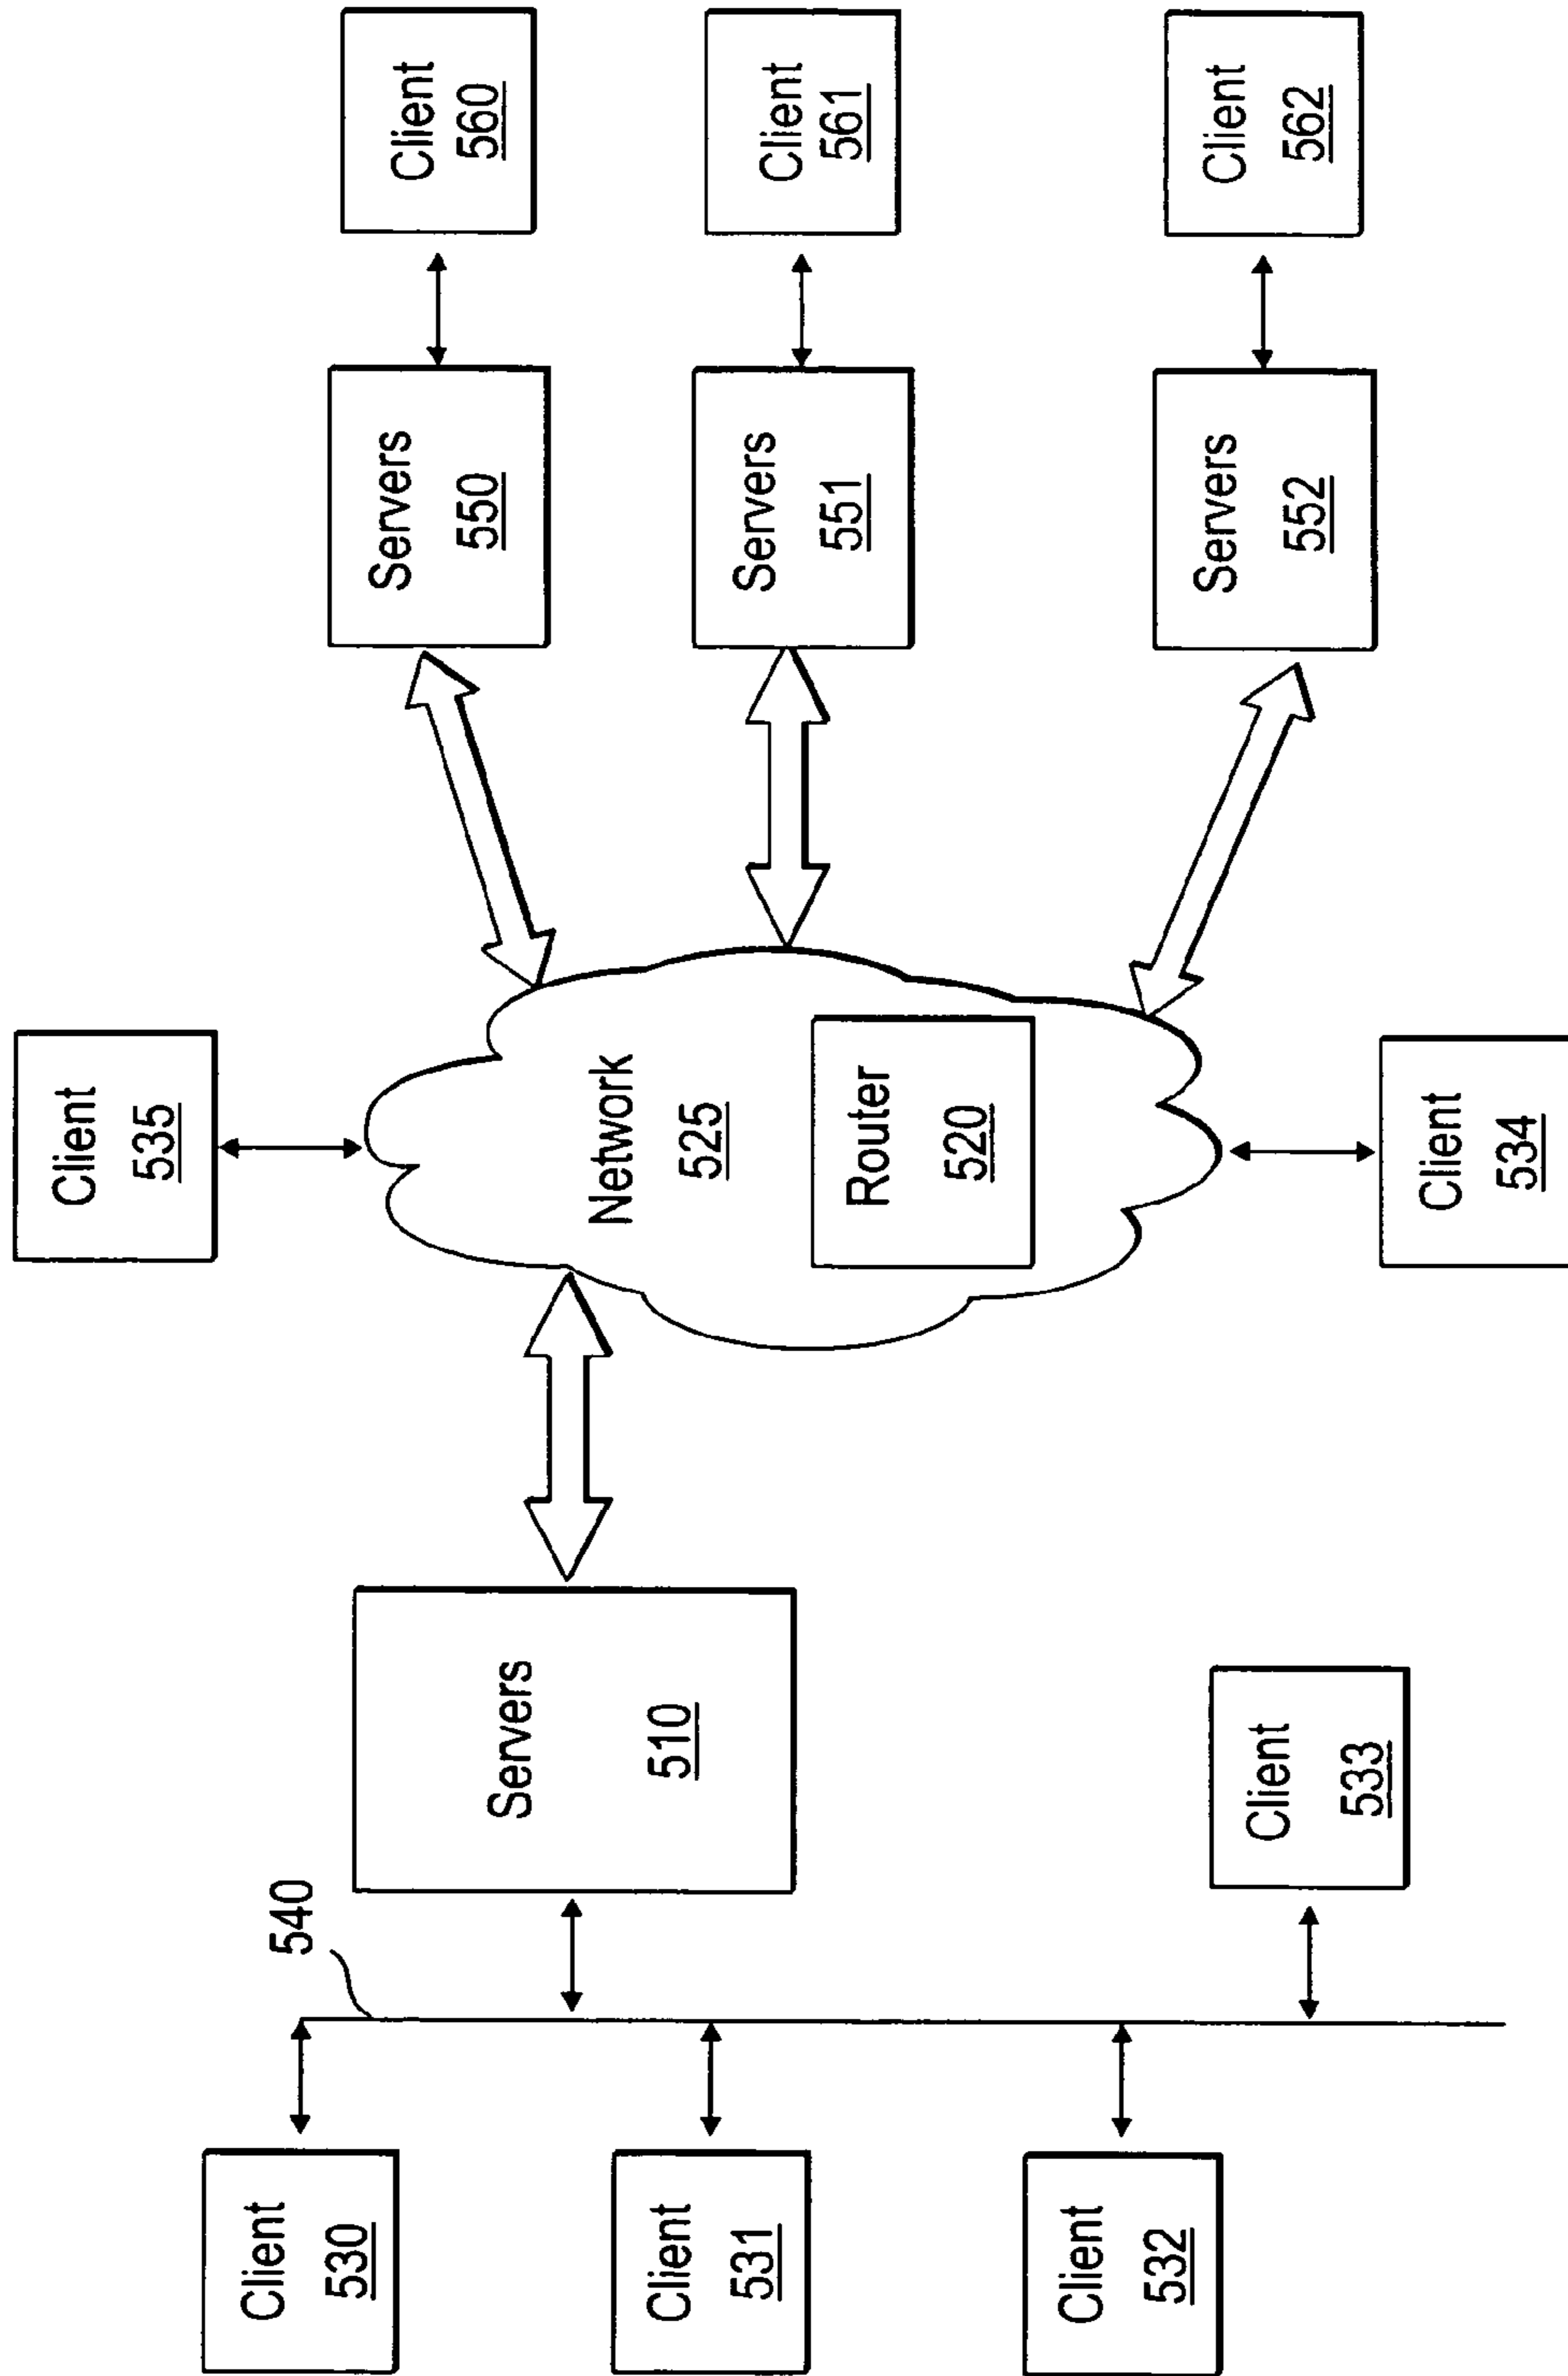 Client
535
Client
530
540
Servers
550
Client
560
Servers
510
Network
525
Client
531
Servers
551
Client
561
Router
520
Client
532
Servers
552
Client
562
Client
533
Client
534